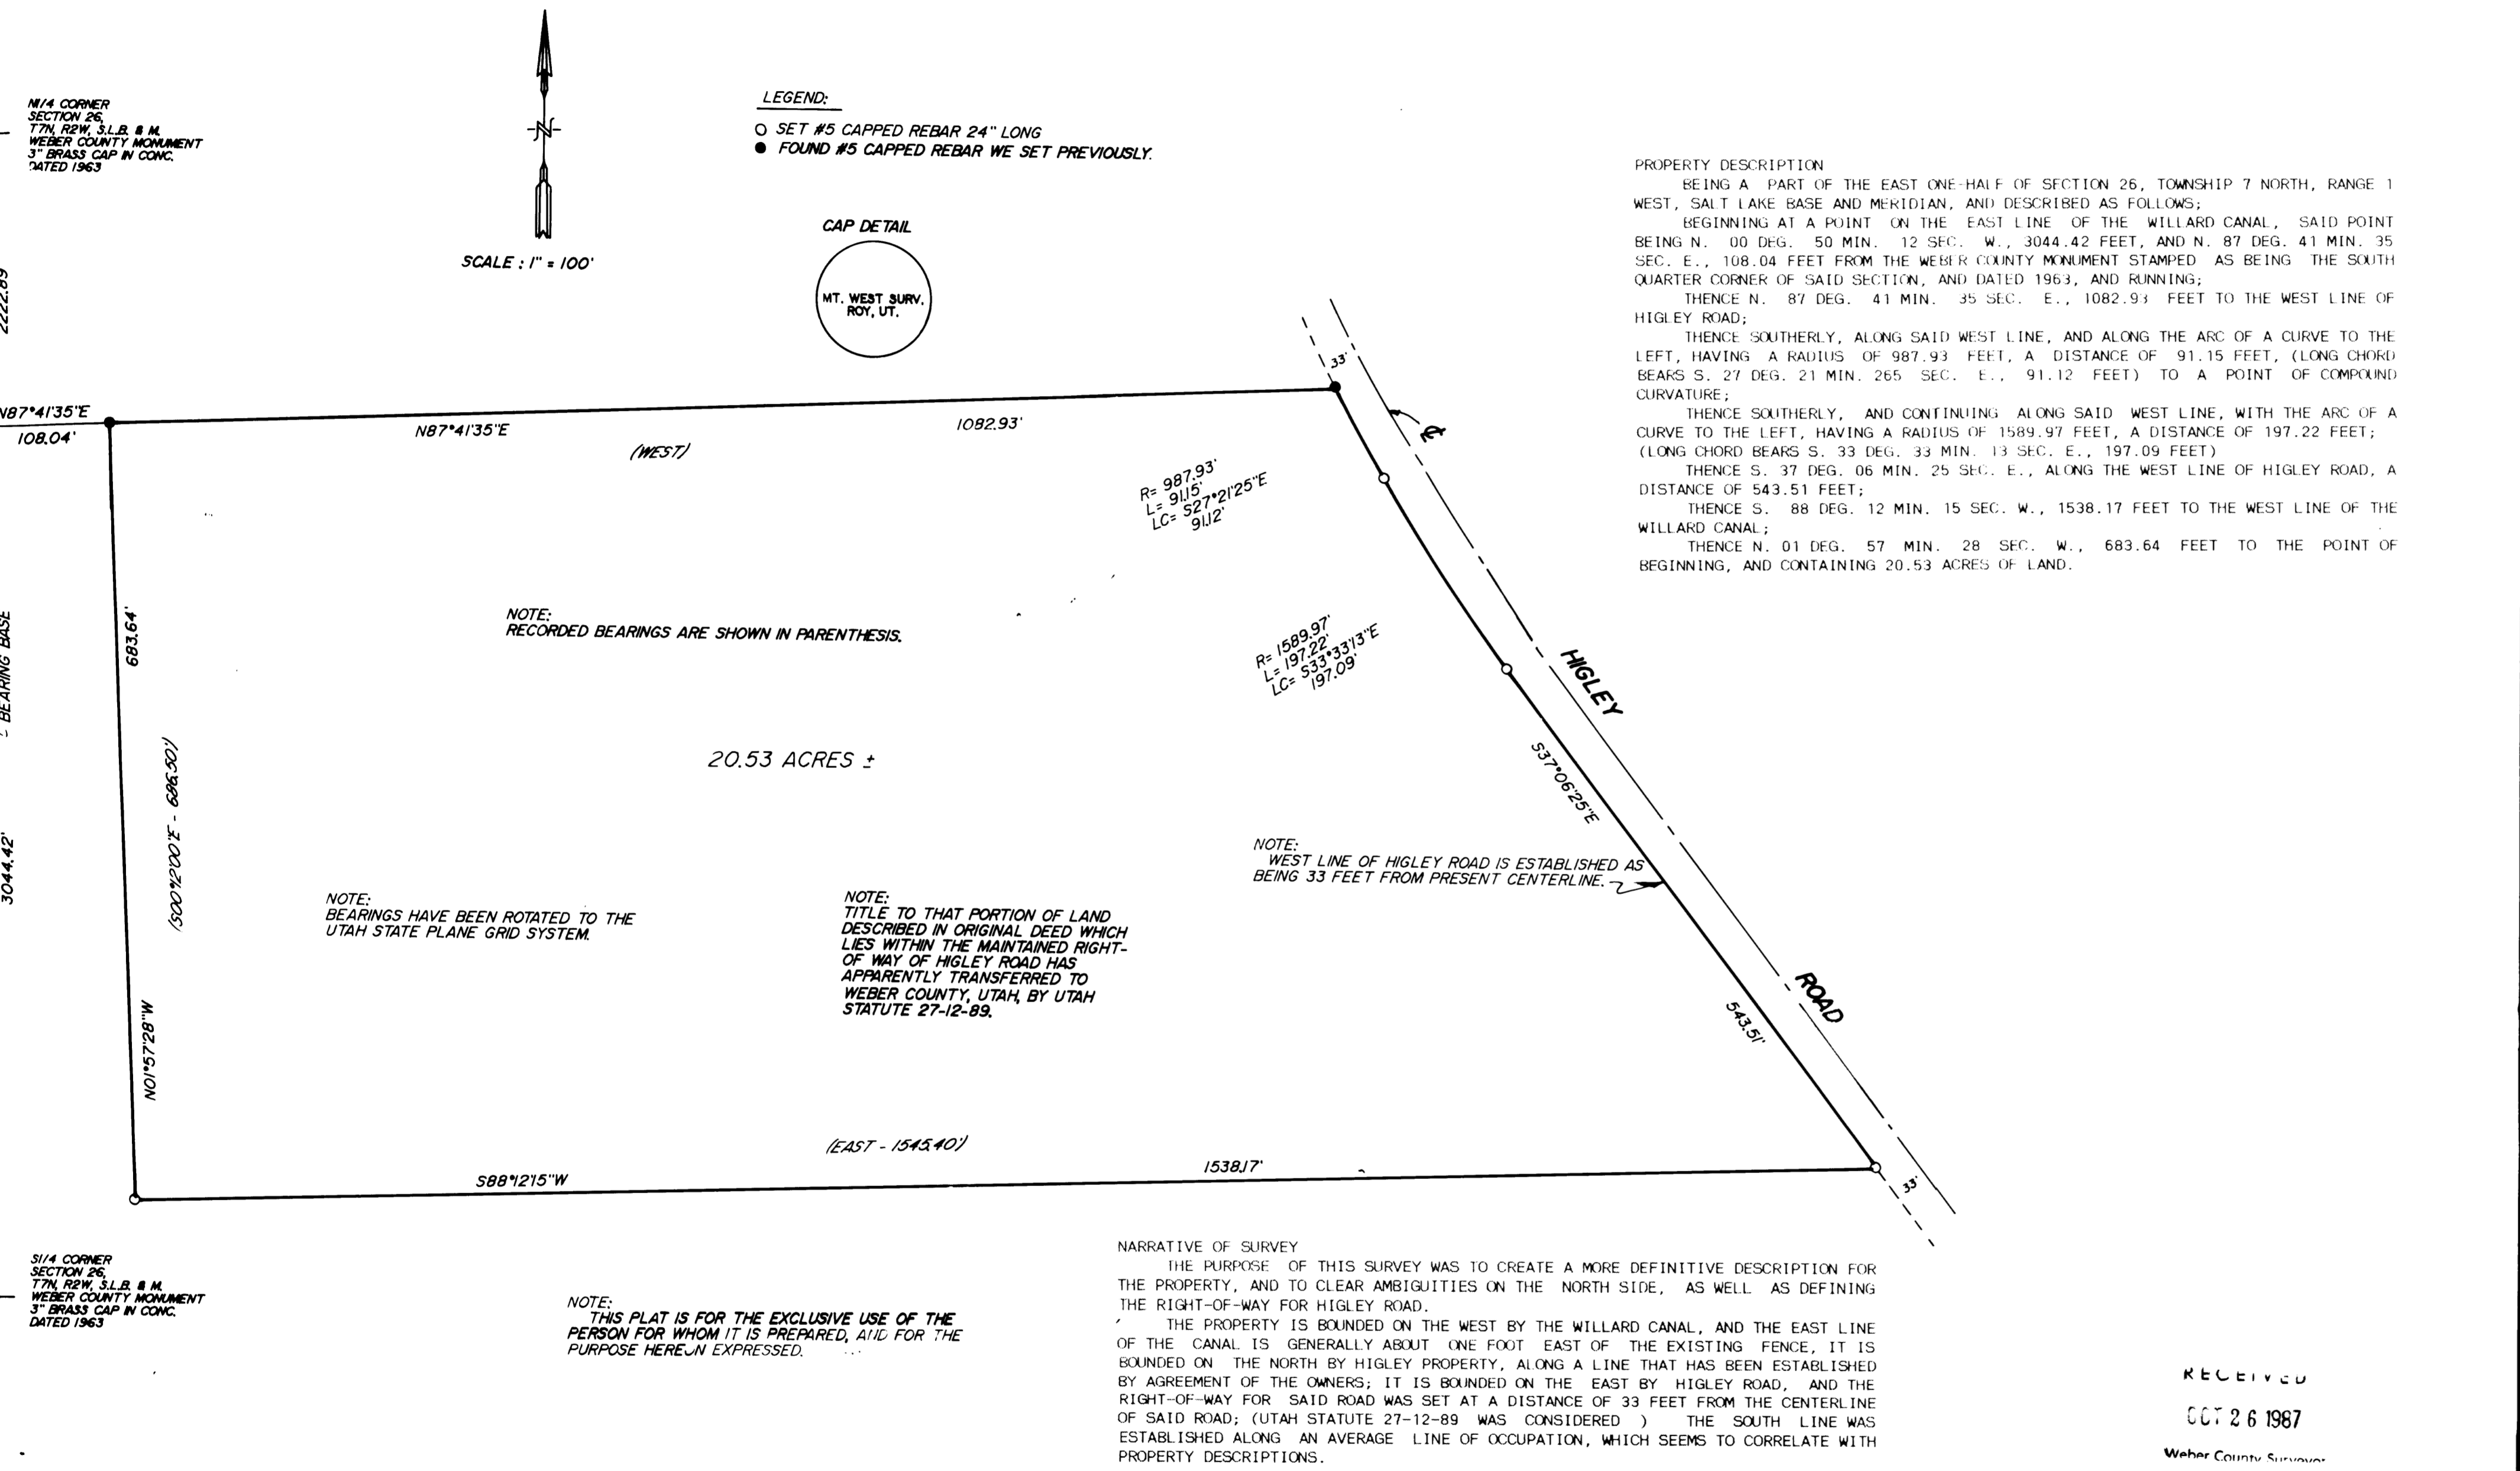 N1/4 CORNER
SECTION 26,
T7N, R2W, S.L.B. & M.
WEBER COUNTY MONUMENT
3" BRASS CAP IN CONC.
DATED 1963
2222.89
BEARING BASE
3044.42'
SCALE : 1" = 100'
N
LEGEND:
○ SET #5 CAPPED REBAR 24" LONG
● FOUND #5 CAPPED REBAR WE SET PREVIOUSLY.
CAP DETAIL
MT. WEST SURV.
ROY, UT.
PROPERTY DESCRIPTION
BEING A PART OF THE EAST ONE-HALF OF SECTION 26, TOWNSHIP 7 NORTH, RANGE 1
WEST, SALT LAKE BASE AND MERIDIAN, AND DESCRIBED AS FOLLOWS;
BEGINNING AT A POINT ON THE EAST LINE OF THE WILLARD CANAL, SAID POINT
BEING N. 00 DEG. 50 MIN. 12 SEC. W., 3044.42 FEET, AND N. 87 DEG. 41 MIN. 35
SEC. E., 108.04 FEET FROM THE WEBER COUNTY MONUMENT STAMPED AS BEING THE SOUTH
QUARTER CORNER OF SAID SECTION, AND DATED 1963, AND RUNNING;
THENCE N. 87 DEG. 41 MIN. 35 SEC. E., 1082.93 FEET TO THE WEST LINE OF
HIGLEY ROAD;
THENCE SOUTHERLY, ALONG SAID WEST LINE, AND ALONG THE ARC OF A CURVE TO THE
LEFT, HAVING A RADIUS OF 987.93 FEET, A DISTANCE OF 91.15 FEET, (LONG CHORD
BEARS S. 27 DEG. 21 MIN. 265 SEC. E., 91.12 FEET) TO A POINT OF COMPOUND
CURVATURE;
THENCE SOUTHERLY, AND CONTINUING ALONG SAID WEST LINE, WITH THE ARC OF A
CURVE TO THE LEFT, HAVING A RADIUS OF 1589.97 FEET, A DISTANCE OF 197.22 FEET;
(LONG CHORD BEARS S. 33 DEG. 33 MIN. 13 SEC. E., 197.09 FEET)
THENCE S. 37 DEG. 06 MIN. 25 SEC. E., ALONG THE WEST LINE OF HIGLEY ROAD, A
DISTANCE OF 543.51 FEET;
THENCE S. 88 DEG. 12 MIN. 15 SEC. W., 1538.17 FEET TO THE WEST LINE OF THE
WILLARD CANAL;
THENCE N. 01 DEG. 57 MIN. 28 SEC. W., 683.64 FEET TO THE POINT OF
BEGINNING, AND CONTAINING 20.53 ACRES OF LAND.
N87°41'35"E
108.04'
N87°41'35"E
(WEST)
1082.93'
33'
R= 987.93'
L= 91.15'
LC= S27°21'25"E
91.12'
R= 1589.97'
L= 197.22'
LC= S33°33'13"E
197.09'
HIGLEY
ROAD
S37°06'25"E
543.51'
33'
683.64'
(S00°12'00"E - 686.50')
N01°57'28"W
NOTE:
RECORDED BEARINGS ARE SHOWN IN PARENTHESIS.
20.53 ACRES ±
NOTE:
WEST LINE OF HIGLEY ROAD IS ESTABLISHED AS
BEING 33 FEET FROM PRESENT CENTERLINE.
NOTE:
BEARINGS HAVE BEEN ROTATED TO THE
UTAH STATE PLANE GRID SYSTEM.
NOTE:
TITLE TO THAT PORTION OF LAND
DESCRIBED IN ORIGINAL DEED WHICH
LIES WITHIN THE MAINTAINED RIGHT-
OF WAY OF HIGLEY ROAD HAS
APPARENTLY TRANSFERRED TO
WEBER COUNTY, UTAH, BY UTAH
STATUTE 27-12-89.
(EAST - 1545.40')
S88°12'15"W
1538.17'
S1/4 CORNER
SECTION 26,
T7N, R2W, S.L.B. & M.
WEBER COUNTY MONUMENT
3" BRASS CAP IN CONC.
DATED 1963
NOTE:
THIS PLAT IS FOR THE EXCLUSIVE USE OF THE
PERSON FOR WHOM IT IS PREPARED, AND FOR THE
PURPOSE HEREON EXPRESSED.
NARRATIVE OF SURVEY
THE PURPOSE OF THIS SURVEY WAS TO CREATE A MORE DEFINITIVE DESCRIPTION FOR
THE PROPERTY, AND TO CLEAR AMBIGUITIES ON THE NORTH SIDE, AS WELL AS DEFINING
THE RIGHT-OF-WAY FOR HIGLEY ROAD.
THE PROPERTY IS BOUNDED ON THE WEST BY THE WILLARD CANAL, AND THE EAST LINE
OF THE CANAL IS GENERALLY ABOUT ONE FOOT EAST OF THE EXISTING FENCE, IT IS
BOUNDED ON THE NORTH BY HIGLEY PROPERTY, ALONG A LINE THAT HAS BEEN ESTABLISHED
BY AGREEMENT OF THE OWNERS; IT IS BOUNDED ON THE EAST BY HIGLEY ROAD, AND THE
RIGHT-OF-WAY FOR SAID ROAD WAS SET AT A DISTANCE OF 33 FEET FROM THE CENTERLINE
OF SAID ROAD; (UTAH STATUTE 27-12-89 WAS CONSIDERED ) THE SOUTH LINE WAS
ESTABLISHED ALONG AN AVERAGE LINE OF OCCUPATION, WHICH SEEMS TO CORRELATE WITH
PROPERTY DESCRIPTIONS.
RECEIVED
OCT 26 1987
Weber County Surveyor